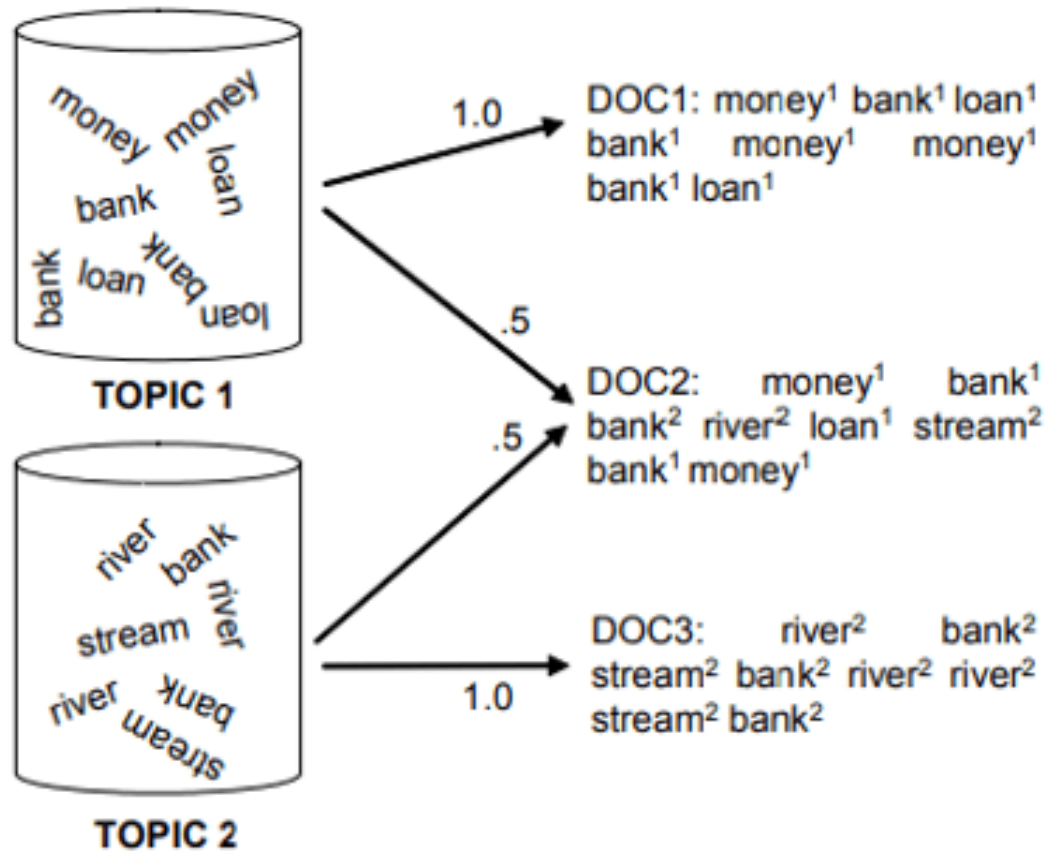 money money
loan
bank
bank loan bank
loan
TOPIC 1
1.0
.5
DOC1: money¹ bank¹ loan¹
bank¹ money¹ money¹
bank¹ loan¹
DOC2: money¹ bank¹
bank² river² loan¹ stream²
bank¹ money¹
river bank
river
stream
river bank
stream
TOPIC 2
.5
1.0
DOC3: river² bank²
stream² bank² river² river²
stream² bank²